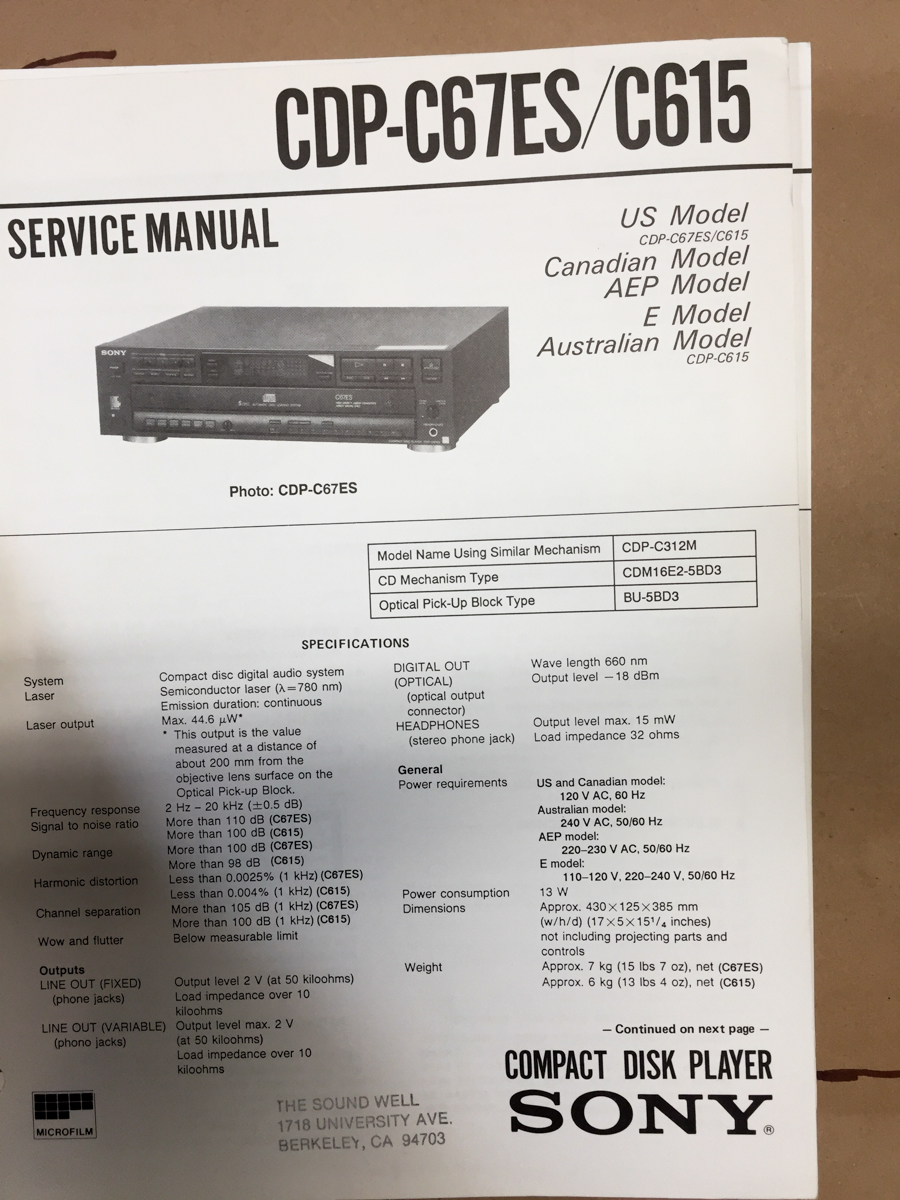 CDP-C67ES/C615
SERVICE MANUAL
US Model
CDP-C67ES/C615
Canadian Model
AEP Model
E Model
Australian Model
CDP-C615
SONY
C67ES
Photo: CDP-C67ES
Model Name Using Similar Mechanism CDP-C312M
CD Mechanism Type CDM16E2-5BD3
Optical Pick-Up Block Type BU-5BD3
SPECIFICATIONS
System Compact disc digital audio system
Laser Semiconductor laser (λ=780 nm)
Emission duration: continuous
Laser output Max. 44.6 μW*
* This output is the value
measured at a distance of
about 200 mm from the
objective lens surface on the
Optical Pick-up Block.
Frequency response 2 Hz – 20 kHz (±0.5 dB)
Signal to noise ratio More than 110 dB (C67ES)
More than 100 dB (C615)
Dynamic range More than 100 dB (C67ES)
More than 98 dB (C615)
Harmonic distortion Less than 0.0025% (1 kHz) (C67ES)
Less than 0.004% (1 kHz) (C615)
Channel separation More than 105 dB (1 kHz) (C67ES)
More than 100 dB (1 kHz) (C615)
Wow and flutter Below measurable limit
Outputs
LINE OUT (FIXED) Output level 2 V (at 50 kiloohms)
(phone jacks) Load impedance over 10
kiloohms
LINE OUT (VARIABLE) Output level max. 2 V
(phono jacks) (at 50 kiloohms)
Load impedance over 10
kiloohms
DIGITAL OUT Wave length 660 nm
(OPTICAL) Output level −18 dBm
(optical output
connector)
HEADPHONES Output level max. 15 mW
(stereo phone jack) Load impedance 32 ohms
General
Power requirements US and Canadian model:
120 V AC, 60 Hz
Australian model:
240 V AC, 50/60 Hz
AEP model:
220–230 V AC, 50/60 Hz
E model:
110–120 V, 220–240 V, 50/60 Hz
Power consumption 13 W
Dimensions Approx. 430×125×385 mm
(w/h/d) (17×5×15¹/₄ inches)
not including projecting parts and
controls
Weight Approx. 7 kg (15 lbs 7 oz), net (C67ES)
Approx. 6 kg (13 lbs 4 oz), net (C615)
— Continued on next page —
COMPACT DISK PLAYER
SONY®
MICROFILM
THE SOUND WELL
1718 UNIVERSITY AVE.
BERKELEY, CA 94703